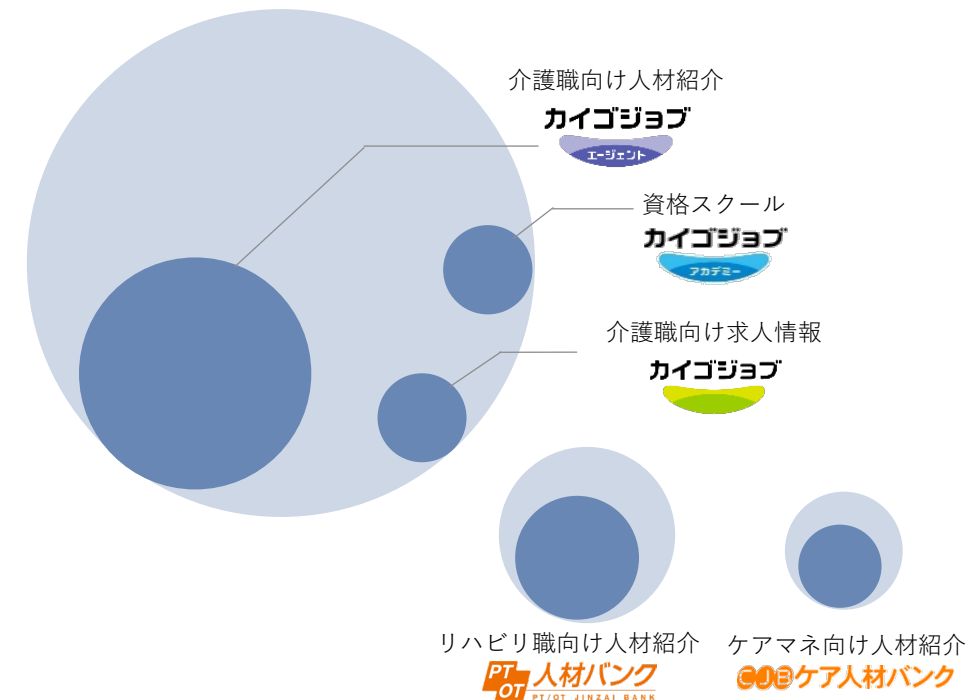 介護職向け人材紹介
カイゴジョブ
エージェント
資格スクール
カイゴジョブ
アカデミー
介護職向け求人情報
カイゴジョブ
リハビリ職向け人材紹介
PT
OT
人材バンク
PT/OT JINZAI BANK
ケアマネ向け人材紹介
CJBケア人材バンク